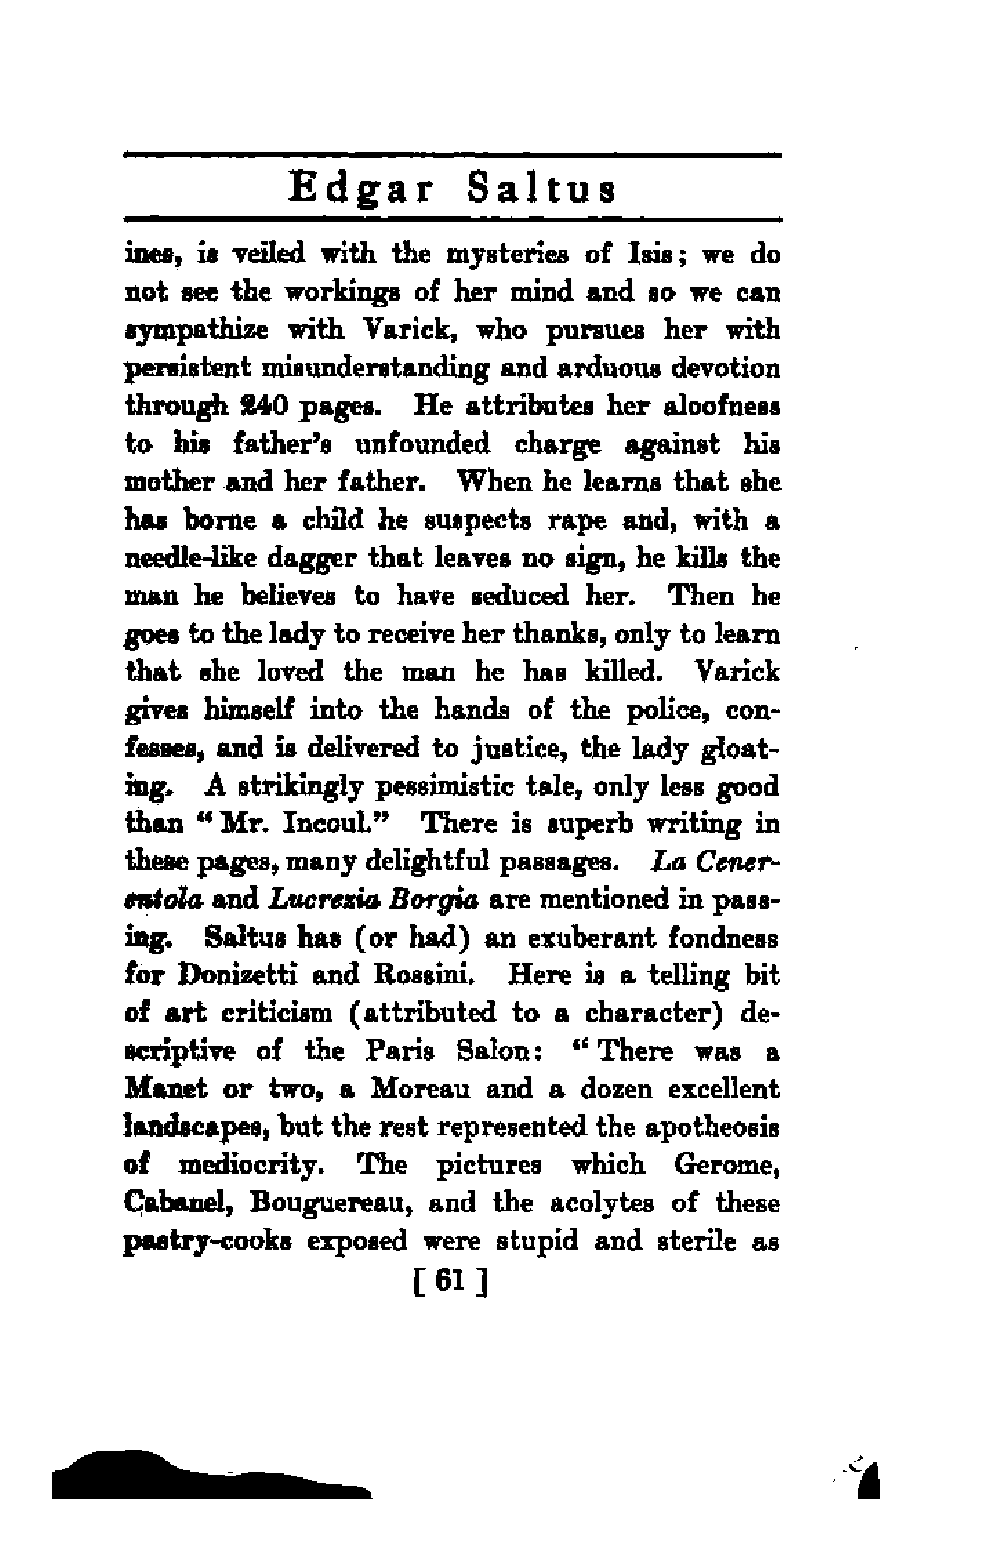 Edgar Saltus
ines, is veiled with the mysteries of Isis; we do
not see the workings of her mind and so we can
sympathize with Varick, who pursues her with
persistent misunderstanding and arduous devotion
through 240 pages. He attributes her aloofness
to his father's unfounded charge against his
mother and her father. When he learns that she
has borne a child he suspects rape and, with a
needle-like dagger that leaves no sign, he kills the
man he believes to have seduced her. Then he
goes to the lady to receive her thanks, only to learn
that she loved the man he has killed. Varick
gives himself into the hands of the police, con-
fesses, and is delivered to justice, the lady gloat-
ing. A strikingly pessimistic tale, only less good
than “Mr. Incoul.” There is superb writing in
these pages, many delightful passages. La Cener-
entola and Lucrezia Borgia are mentioned in pass-
ing. Saltus has (or had) an exuberant fondness
for Donizetti and Rossini. Here is a telling bit
of art criticism (attributed to a character) de-
scriptive of the Paris Salon: “There was a
Manet or two, a Moreau and a dozen excellent
landscapes, but the rest represented the apotheosis
of mediocrity. The pictures which Gerome,
Cabanel, Bouguereau, and the acolytes of these
pastry-cooks exposed were stupid and sterile as
[ 61 ]